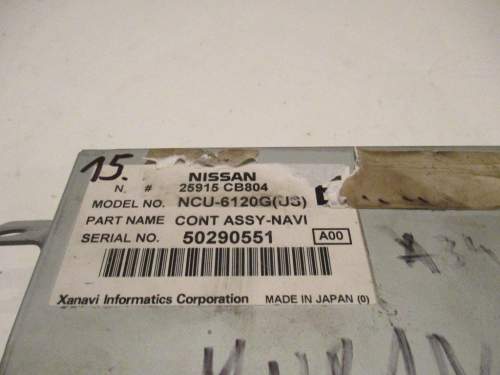 15.
NISSAN
N. # 25915 CB804
MODEL NO. NCU-6120G(US)
PART NAME CONT ASSY-NAVI
SERIAL NO. 50290551 A00
Xanavi Informatics Corporation MADE IN JAPAN (0)